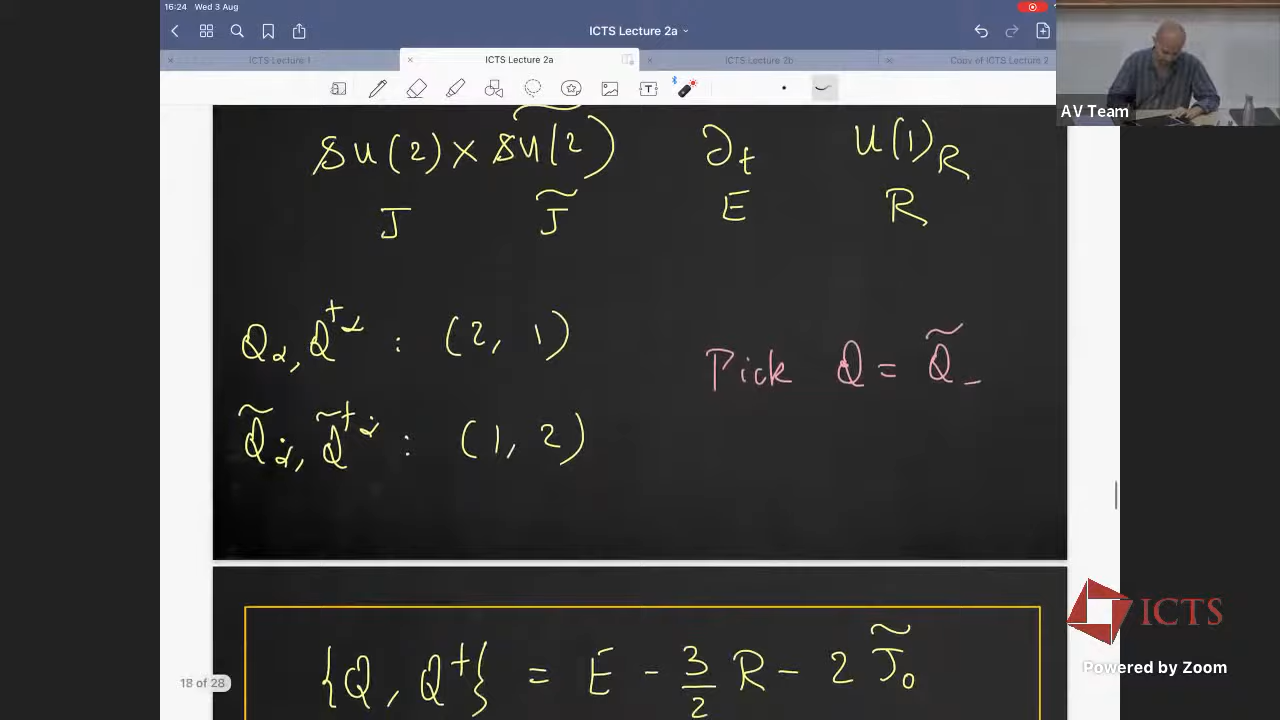 16:24 Wed 3 Aug
ICTS Lecture 2a
ICTS Lecture 1
ICTS Lecture 2a
ICTS Lecture 2b
Copy of ICTS Lecture 2
AV Team
SU(2) × S̃Ũ(2) ∂_t U(1)_R
J J̃ E R
Q_α, Q^{†α} : (2, 1)
Pick Q = Q̃_-
Q̃_{α̇}, Q̃^{†α̇} : (1, 2)
ICTS
Powered by Zoom
{Q, Q†} = E - 3/2 R - 2 J̃_0
18 of 28